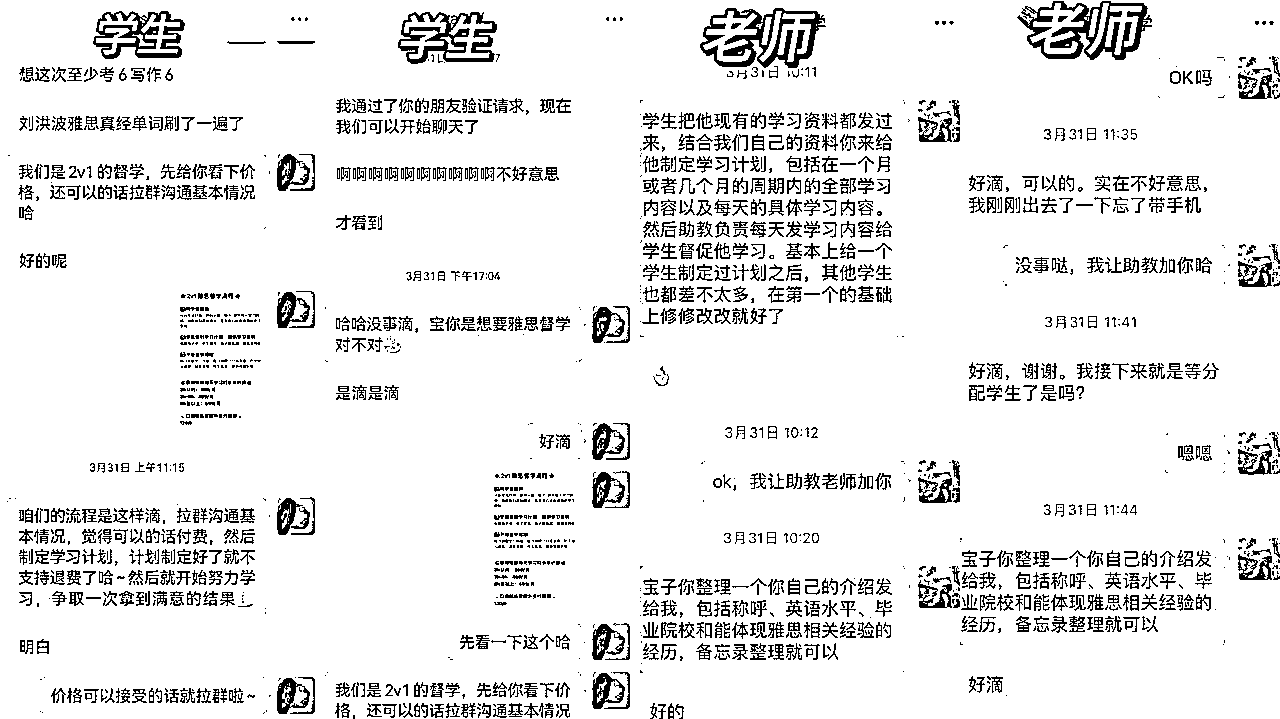 学生
想这次至少考6写作6
刘洪波雅思真经单词刷了一遍了
我们是2v1的督学，先给你看下价
格，还可以的话拉群沟通基本情况
哈
好的呢
3月31日 上午11:15
咱们的流程是这样滴，拉群沟通基
本情况，觉得可以的话付费，然后
制定学习计划，计划制定好了就不
支持退费了哈~然后就开始努力学
习，争取一次拿到满意的结果
明白
价格可以接受的话就拉群啦~
学生
我通过了你的朋友验证请求，现在
我们可以开始聊天了
啊啊啊啊啊啊啊啊啊啊不好意思
才看到
3月31日 下午17:04
哈哈没事滴，宝你是想要雅思督学
对不对
是滴是滴
好滴
先看一下这个哈
我们是2v1的督学，先给你看下价
格，还可以的话拉群沟通基本情况
老师
3月31日 10:11
学生把他现有的学习资料都发过
来，结合我们自己的资料你来给
他制定学习计划，包括在一个月
或者几个月的周期内的全部学习
内容以及每天的具体学习内容。
然后助教负责每天发学习内容给
学生督促他学习。基本上给一个
学生制定过计划之后，其他学生
也都差不太多，在第一个的基础
上修修改改就好了
3月31日 10:12
ok，我让助教老师加你
3月31日 10:20
宝子你整理一个你自己的介绍发
给我，包括称呼、英语水平、毕
业院校和能体现雅思相关经验的
经历，备忘录整理就可以
好的
老师
OK吗
3月31日 11:35
好滴，可以的。实在不好意思，
我刚刚出去了一下忘了带手机
没事哒，我让助教加你哈
3月31日 11:41
好滴，谢谢。我接下来就是等分
配学生了是吗？
嗯嗯
3月31日 11:44
宝子你整理一个你自己的介绍发
给我，包括称呼、英语水平、毕
业院校和能体现雅思相关经验的
经历，备忘录整理就可以
好滴